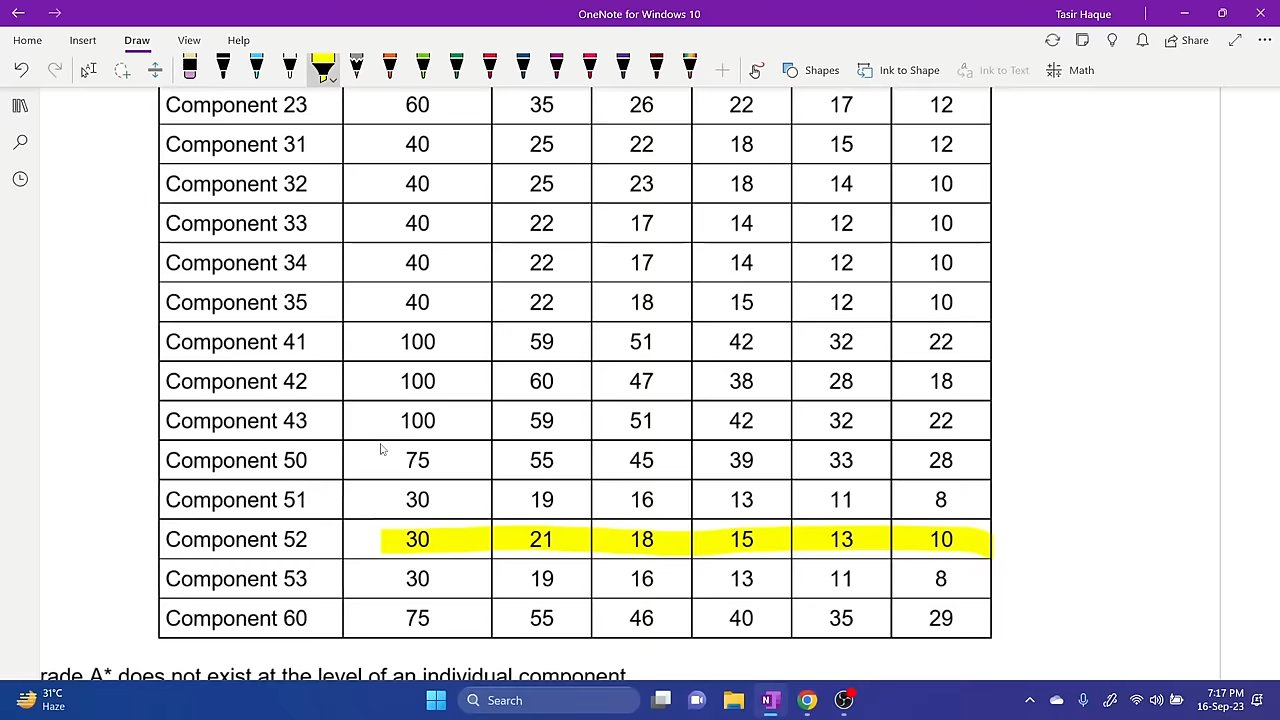 OneNote for Windows 10
Tasir Haque
Home Insert Draw View Help
Share
Shapes Ink to Shape Ink to Text Math
Component 23 60 35 26 22 17 12
Component 31 40 25 22 18 15 12
Component 32 40 25 23 18 14 10
Component 33 40 22 17 14 12 10
Component 34 40 22 17 14 12 10
Component 35 40 22 18 15 12 10
Component 41 100 59 51 42 32 22
Component 42 100 60 47 38 28 18
Component 43 100 59 51 42 32 22
Component 50 75 55 45 39 33 28
Component 51 30 19 16 13 11 8
Component 52 30 21 18 15 13 10
Component 53 30 19 16 13 11 8
Component 60 75 55 46 40 35 29
rade A* does not exist at the level of an individual component
31°C
Haze
Search
7:17 PM
16-Sep-23